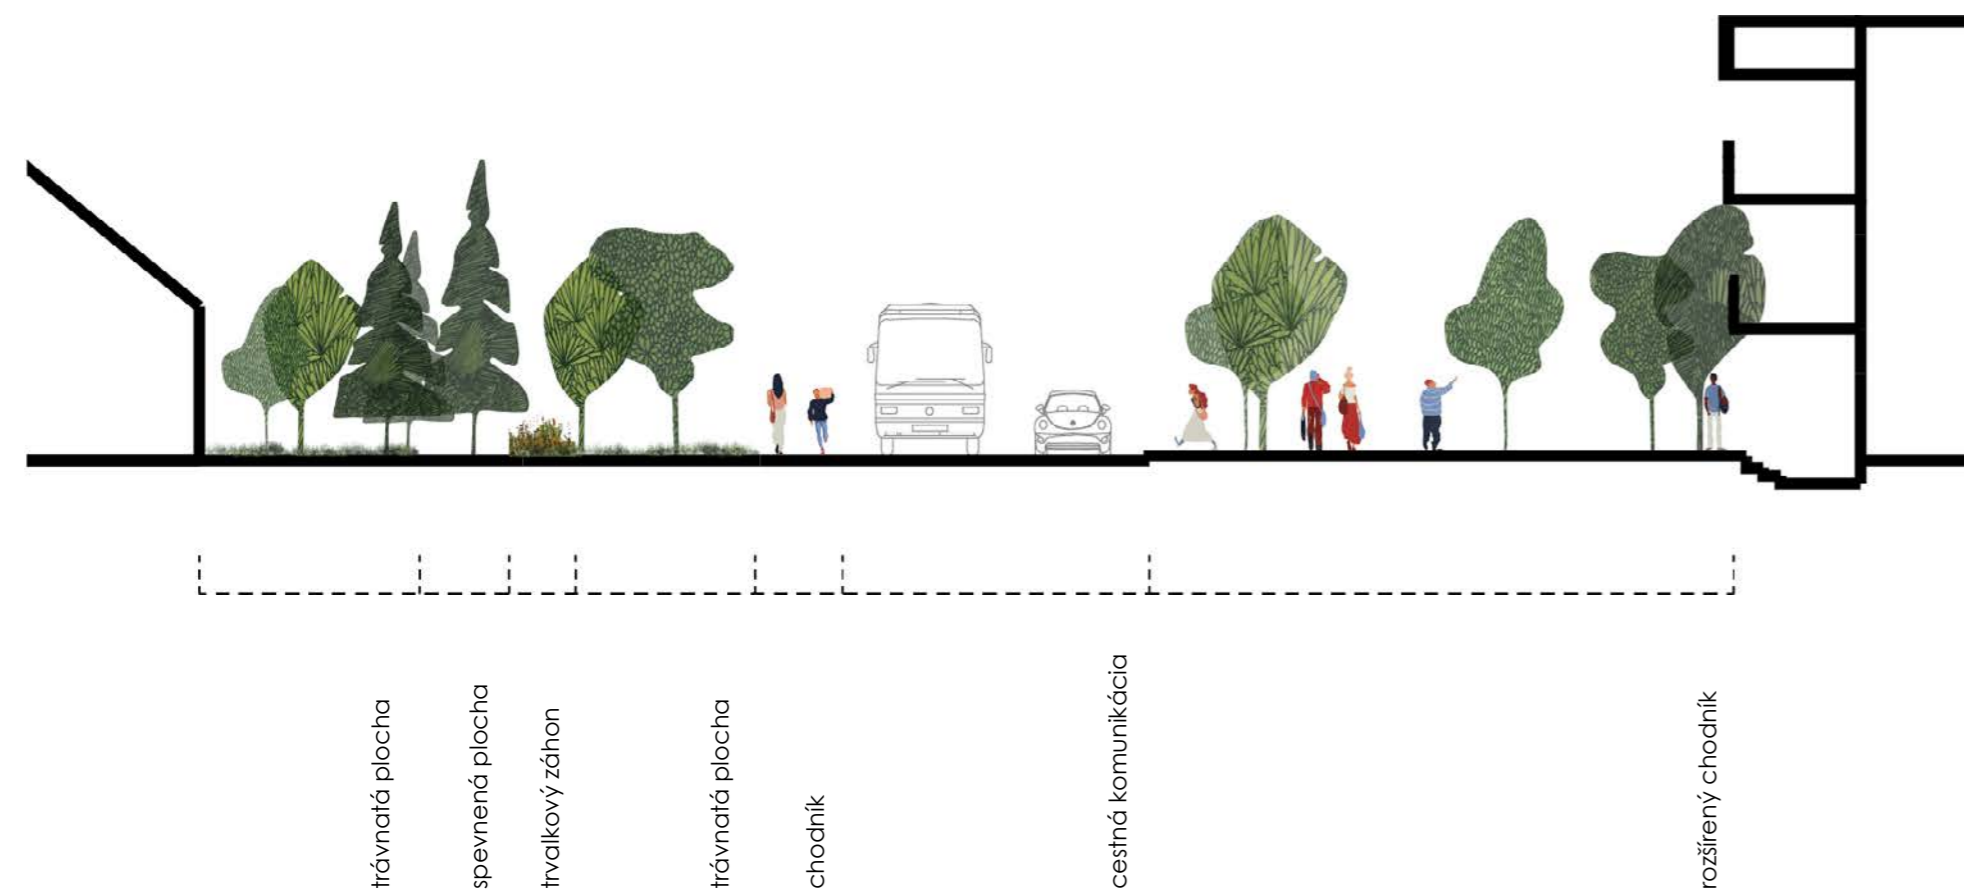 trávnatá plocha
spevnená plocha
trvalkový záhon
trávnatá plocha
chodník
cestná komunikácia
rozšírený chodník